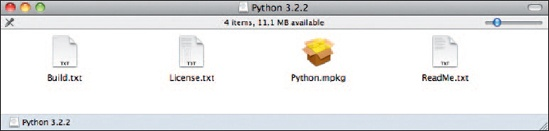 Python 3.2.2
4 items, 11.1 MB available
TXT TXT TXT
Build.txt License.txt Python.mpkg ReadMe.txt
Python 3.2.2